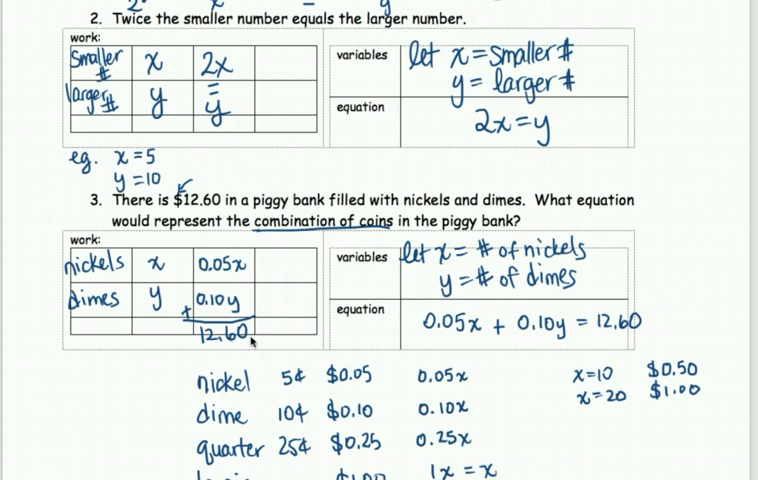 2. Twice the smaller number equals the larger number.
work:
Smaller # x 2x
larger # y = y
variables let x = smaller #
y = larger #
equation 2x = y
eg. x = 5
y = 10
3. There is $12.60 in a piggy bank filled with nickels and dimes. What equation
would represent the combination of coins in the piggy bank?
work:
nickels x 0.05x
dimes y + 0.10y
12.60
variables let x = # of nickels
y = # of dimes
equation 0.05x + 0.10y = 12.60
nickel 5¢ $0.05 0.05x x=10 $0.50
dime 10¢ $0.10 0.10x x=20 $1.00
quarter 25¢ $0.25 0.25x
1x = x